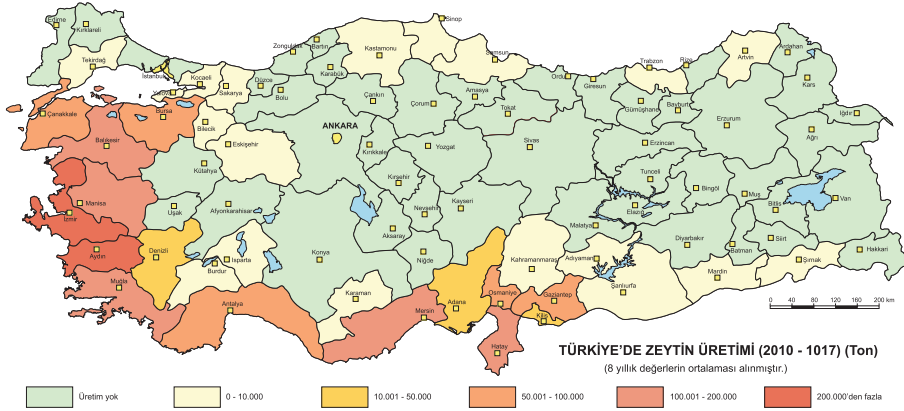 Edirne
Kırklareli
Tekirdağ
İstanbul
Kocaeli
Yalova
Sakarya
Düzce
Bolu
Zonguldak
Bartın
Karabük
Kastamonu
Sinop
Samsun
Çankırı
Çorum
Amasya
Tokat
Ordu
Giresun
Trabzon
Rize
Artvin
Ardahan
Kars
Gümüşhane
Bayburt
Erzurum
Iğdır
Ağrı
Çanakkale
Balıkesir
Bursa
Bilecik
Eskişehir
Kütahya
ANKARA
Kırıkkale
Yozgat
Sivas
Erzincan
Tunceli
Bingöl
Muş
Bitlis
Van
Manisa
İzmir
Uşak
Afyonkarahisar
Kırşehir
Nevşehir
Kayseri
Aksaray
Niğde
Konya
Malatya
Elazığ
Diyarbakır
Batman
Siirt
Hakkari
Şırnak
Mardin
Aydın
Denizli
Burdur
Isparta
Muğla
Antalya
Karaman
Mersin
Adana
Osmaniye
Kahramanmaraş
Adıyaman
Gaziantep
Kilis
Şanlıurfa
Hatay
0 40 80 120 160 200 km
TÜRKİYE'DE ZEYTİN ÜRETİMİ (2010 - 1017) (Ton)
(8 yıllık değerlerin ortalaması alınmıştır.)
Üretim yok
0 - 10.000
10.001 - 50.000
50.001 - 100.000
100.001 - 200.000
200.000'den fazla